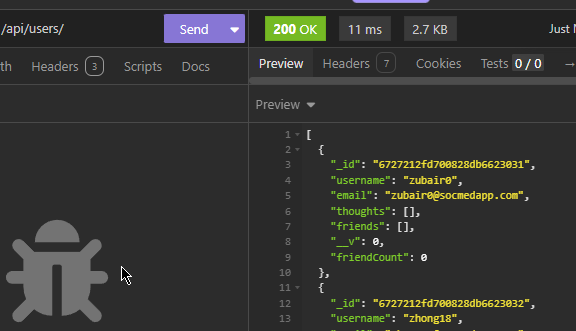 /api/users/ Send 200 OK 11 ms 2.7 KB Just
th Headers 3 Scripts Docs Preview Headers 7 Cookies Tests 0 / 0 →
Preview
1 [
2 {
3 "_id": "6727212fd700828db6623031",
4 "username": "zubair0",
5 "email": "zubair0@socmedapp.com",
6 "thoughts": [],
7 "friends": [],
8 "__v": 0,
9 "friendCount": 0
10 },
11 {
12 "_id": "6727212fd700828db6623032",
13 "username": "zhong18",